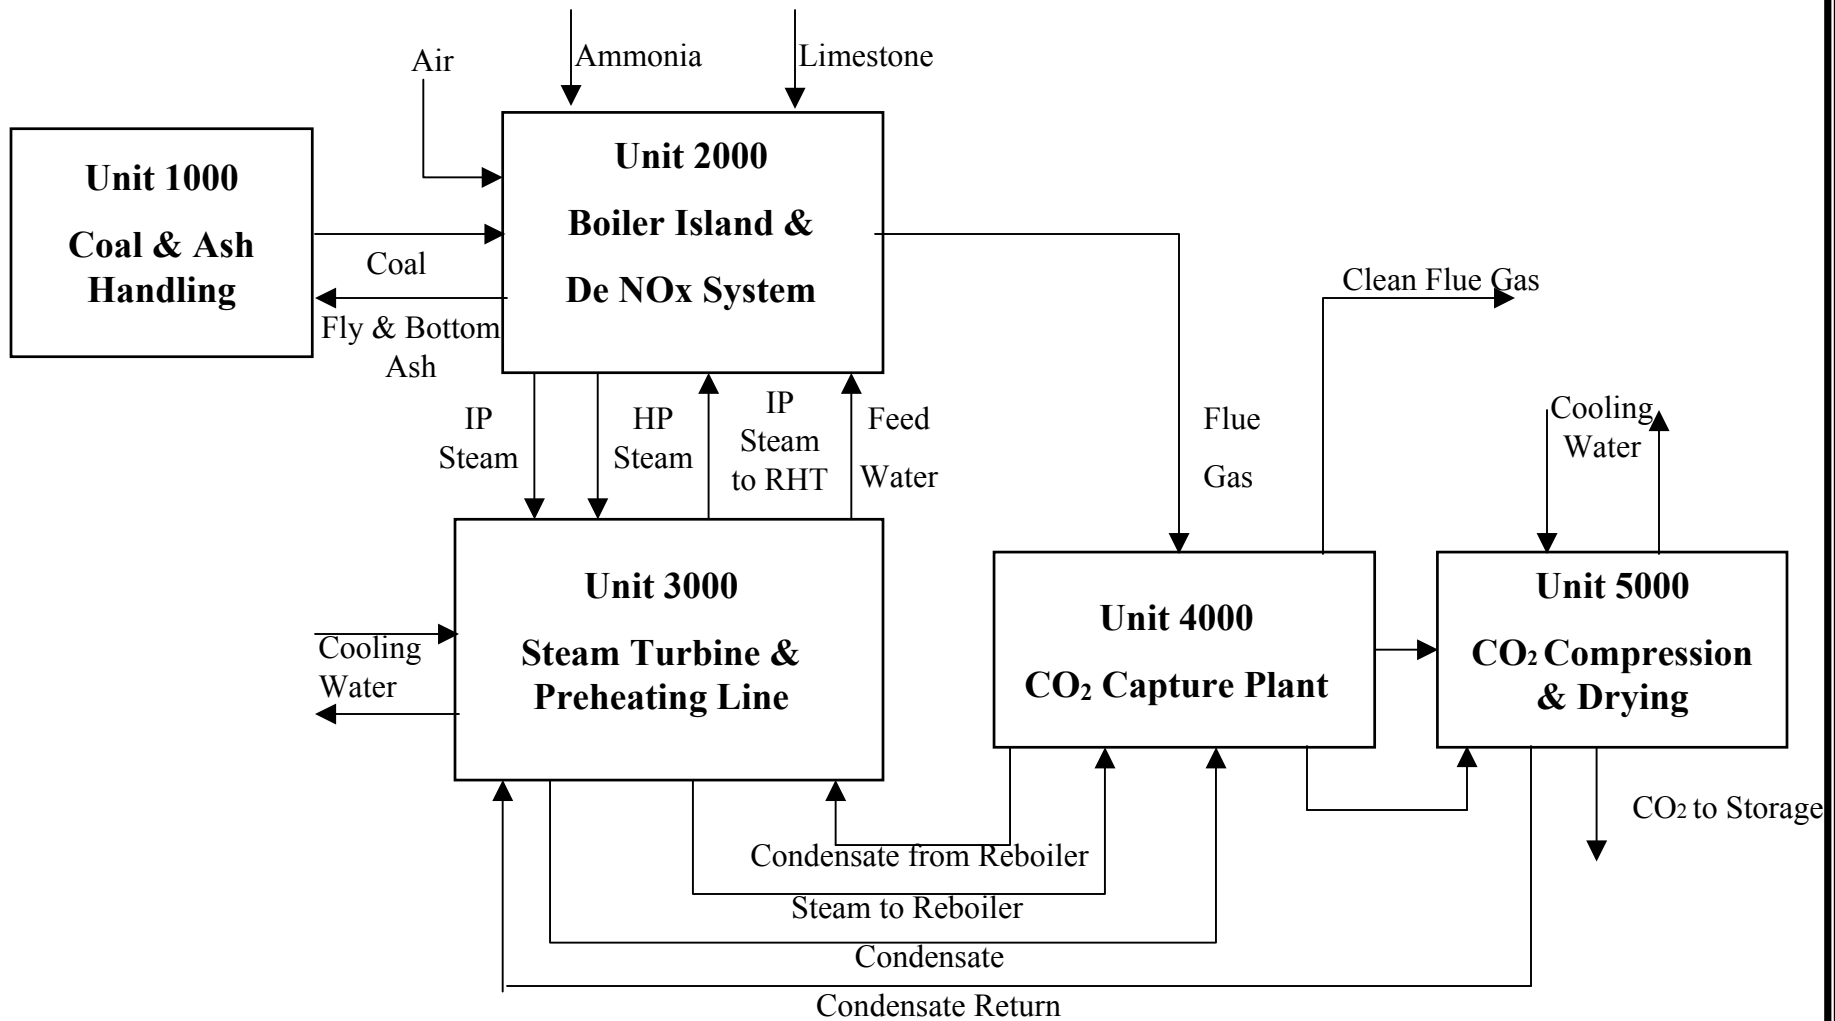 Air
Ammonia
Limestone
Unit 1000
Coal & Ash
Handling
Unit 2000
Boiler Island &
De NOx System
Coal
Fly & Bottom
Ash
Clean Flue Gas
IP
Steam
HP
Steam
IP
Steam
to RHT
Feed
Water
Flue
Gas
Cooling
Water
Unit 3000
Steam Turbine &
Preheating Line
Cooling
Water
Unit 4000
CO2 Capture Plant
Unit 5000
CO2 Compression
& Drying
CO2 to Storage
Condensate from Reboiler
Steam to Reboiler
Condensate
Condensate Return